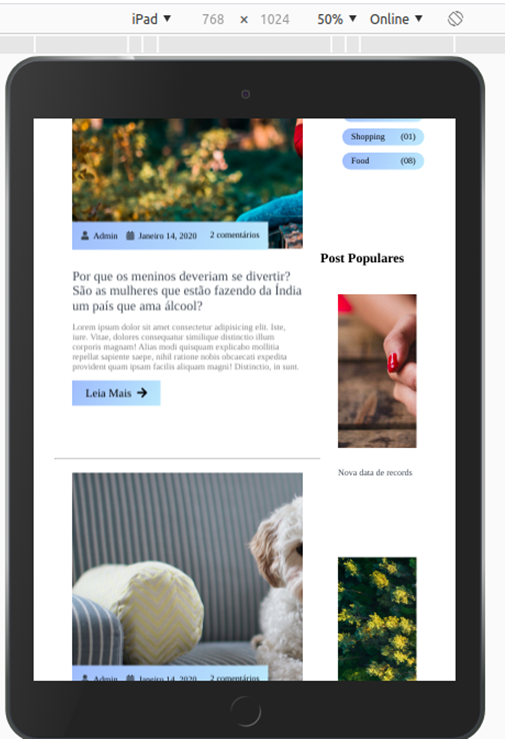 iPad ▼ 768 × 1024 50% ▼ Online ▼
Shopping (01)
Food (08)
Admin Janeiro 14, 2020 2 comentários
Post Populares
Por que os meninos deveriam se divertir?
São as mulheres que estão fazendo da Índia
um país que ama álcool?
Lorem ipsum dolor sit amet consectetur adipisicing elit. Iste,
iure. Vitae, dolores consequatur similique distinctio illum
corporis magnam! Alias modi quisquam explicabo mollitia
repellat sapiente saepe, nihil ratione nobis obcaecati expedita
provident quam ipsam facilis aliquam magni! Distinctio, in sunt.
Leia Mais
Nova data de records
Admin Janeiro 14, 2020 2 comentários